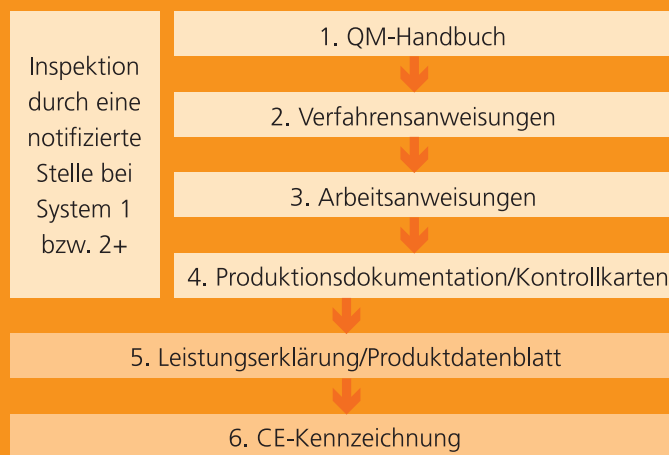 Inspektion
durch eine
notifizierte
Stelle bei
System 1
bzw. 2+
1. QM-Handbuch
2. Verfahrensanweisungen
3. Arbeitsanweisungen
4. Produktionsdokumentation/Kontrollkarten
5. Leistungserklärung/Produktdatenblatt
6. CE-Kennzeichnung